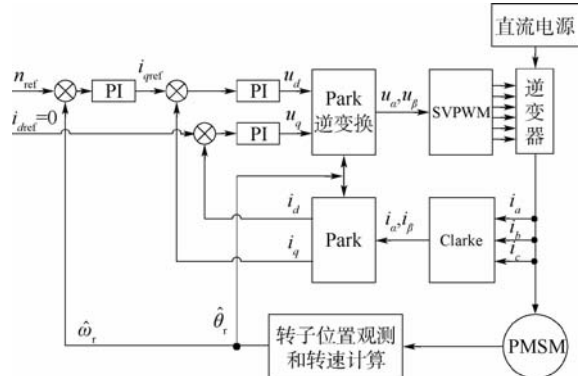 直流电源
n_ref
PI
i_qref
PI
u_d
Park
逆变换
u_α,u_β
SVPWM
逆变器
i_dref=0
PI
u_q
i_d
i_q
Park
i_α,i_β
Clarke
i_a
i_b
i_c
ω̂_r
θ̂_r
转子位置观测
和转速计算
PMSM